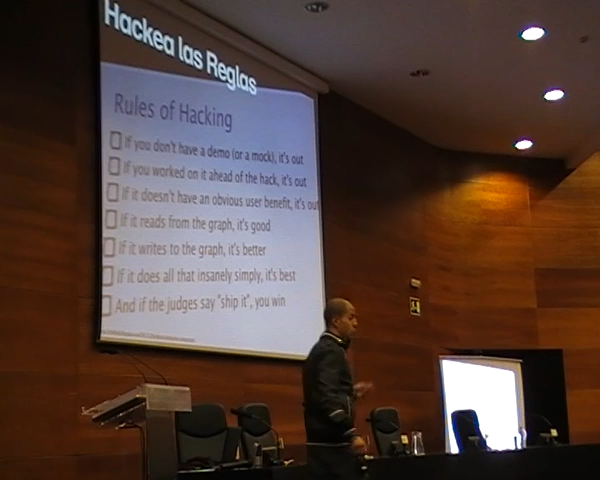 Hackea las Reglas
Rules of Hacking
If you don't have a demo (or a mock), it's out
If you worked on it ahead of the hack, it's out
If it doesn't have an obvious user benefit, it's out
If it reads from the graph, it's good
If it writes to the graph, it's better
If it does all that insanely simply, it's best
And if the judges say "ship it", you win